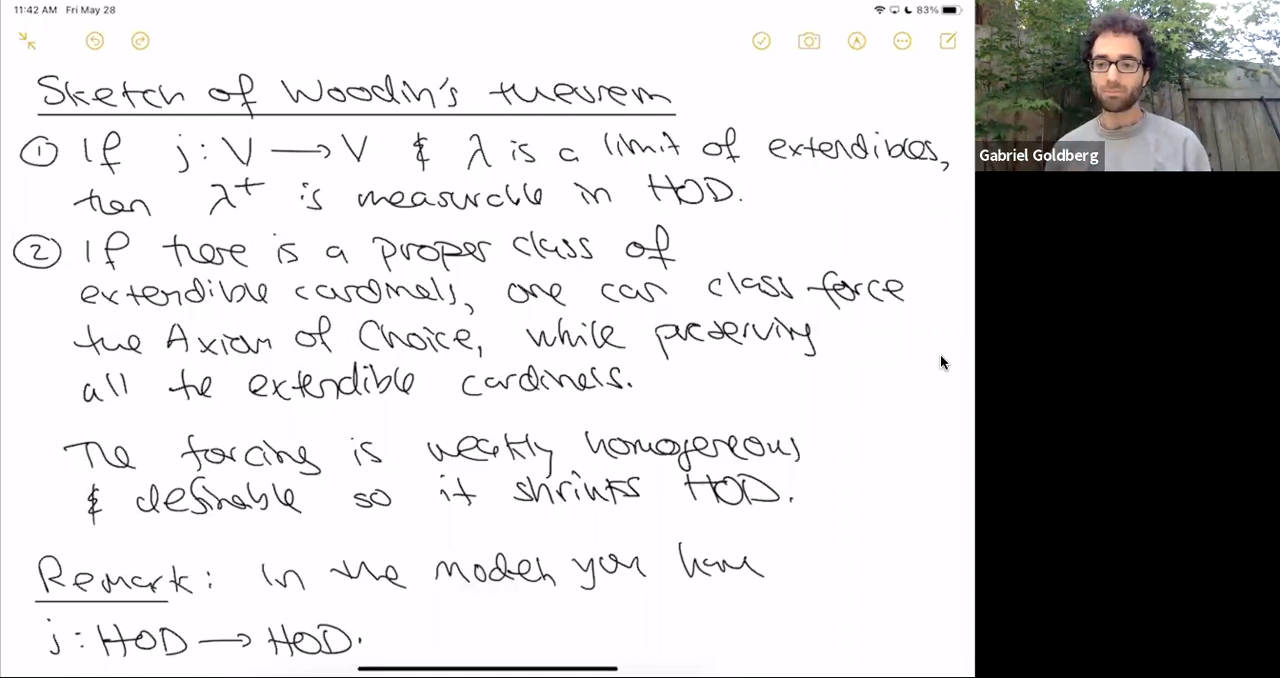 11:42 AM Fri May 28
83%
Sketch of Woodin's theorem
① If j : V → V & λ is a limit of extendibles,
then λ⁺ is measurable in HOD.
② If there is a proper class of
extendible cardinals, one can class force
the Axiom of Choice, while preserving
all the extendible cardinals.
The forcing is weakly homogeneous
& definable so it shrinks HOD.
Remark: In the model, you have
j : HOD → HOD.
Gabriel Goldberg